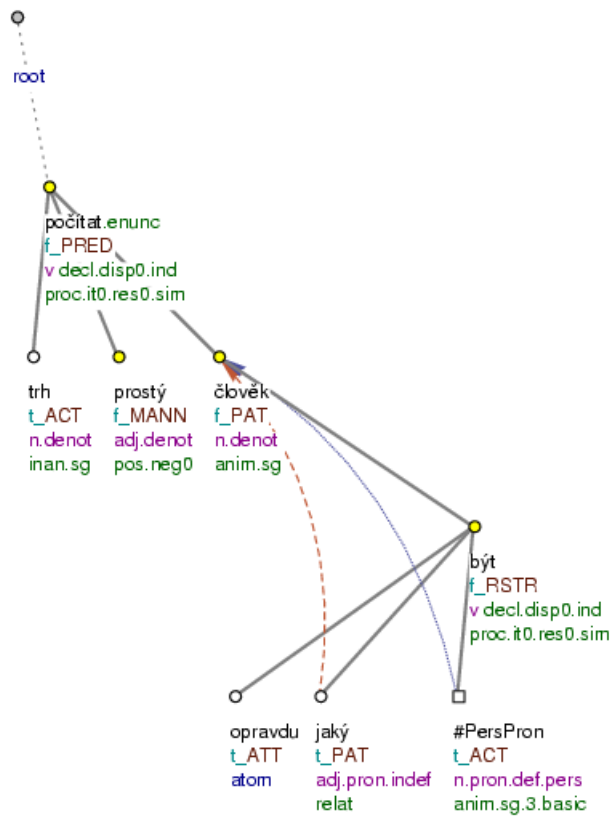 root
počítat.enunc
f_PRED
v decl.disp0.ind
proc.it0.res0.sim
trh prostý člověk
t_ACT f_MANN f_PAT
n.denot adj.denot n.denot
inan.sg pos.neg0 anim.sg
být
f_RSTR
v decl.disp0.ind
proc.it0.res0.sim
opravdu jaký #PersPron
t_ATT t_PAT t_ACT
atom adj.pron.indef n.pron.def.pers
relat anim.sg.3.basic